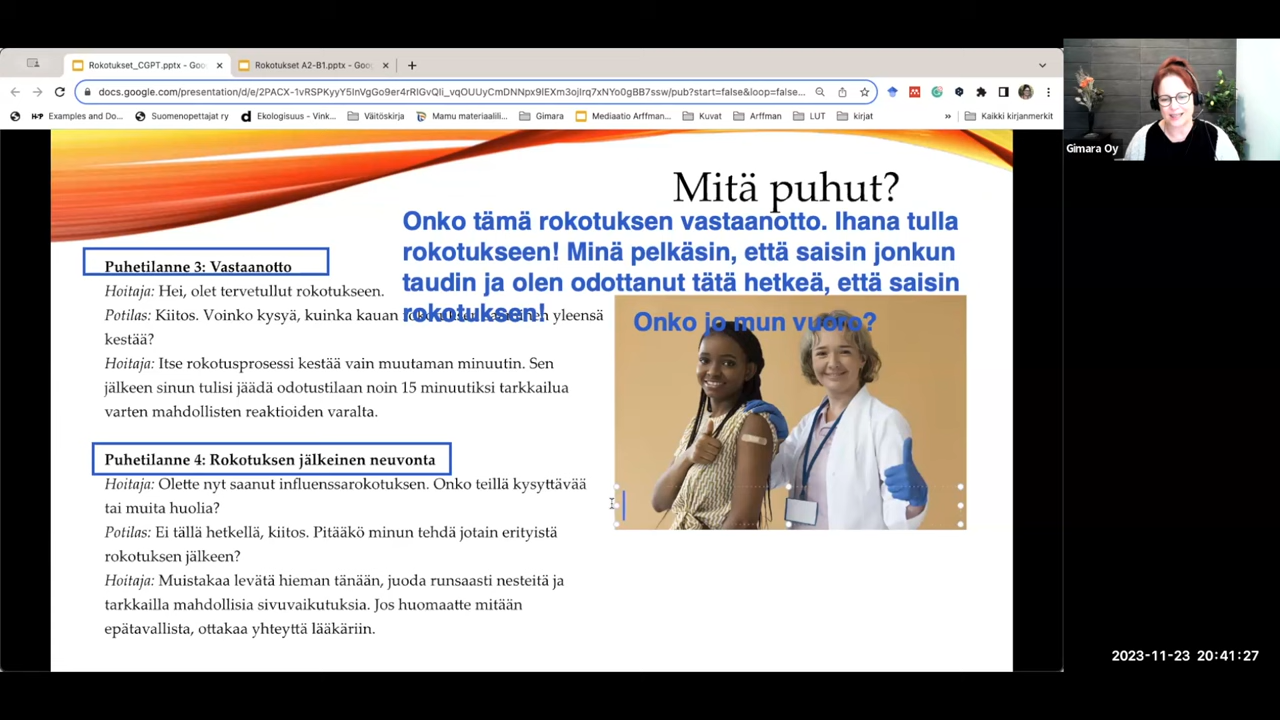 Rokotukset_CGPT.pptx - Goo
Rokotukset A2-B1.pptx - Goo
docs.google.com/presentation/d/e/2PACX-1vRSPKyyY5InVgGo9er4rRIGvQIi_vqOUUyCmDNNpx9lEXm3ojIrq7xNYo0gBB7ssw/pub?start=false&loop=false...
Examples and Do...
Suomenopettajat ry
Ekologisuus - Vink...
Väitöskirja
Mamu materiaalili...
Gimara
Mediaatio Arffman...
Kuvat
Arffman
LUT
kirjat
»
Kaikki kirjanmerkit
Gimara Oy
Mitä puhut?
Onko tämä rokotuksen vastaanotto. Ihana tulla
rokotukseen! Minä pelkäsin, että saisin jonkun
taudin ja olen odottanut tätä hetkeä, että saisin
rokotuksen!
Onko jo mun vuoro?
Puhetilanne 3: Vastaanotto
Hoitaja: Hei, olet tervetullut rokotukseen.
Potilas: Kiitos. Voinko kysyä, kuinka kauan yleensä
kestää?
Hoitaja: Itse rokotusprosessi kestää vain muutaman minuutin. Sen
jälkeen sinun tulisi jäädä odotustilaan noin 15 minuutiksi tarkkailua
varten mahdollisten reaktioiden varalta.
Puhetilanne 4: Rokotuksen jälkeinen neuvonta
Hoitaja: Olette nyt saanut influenssarokotuksen. Onko teillä kysyttävää
tai muita huolia?
Potilas: Ei tällä hetkellä, kiitos. Pitääkö minun tehdä jotain erityistä
rokotuksen jälkeen?
Hoitaja: Muistakaa levätä hieman tänään, juoda runsaasti nesteitä ja
tarkkailla mahdollisia sivuvaikutuksia. Jos huomaatte mitään
epätavallista, ottakaa yhteyttä lääkäriin.
2023-11-23 20:41:27